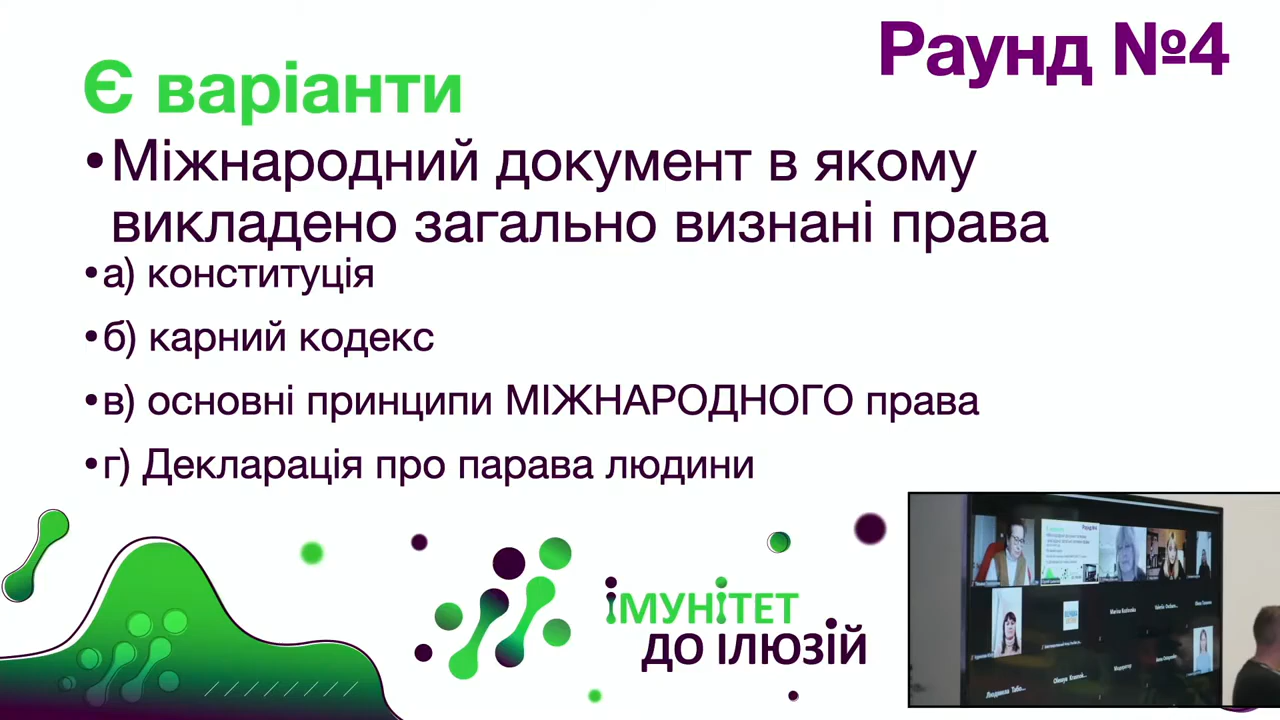 Раунд №4
Є варіанти
•Міжнародний документ в якому
викладено загально визнані права
•а) конституція
•б) карний кодекс
•в) основні принципи МІЖНАРОДНОГО права
•г) Декларація про парава людини
ІМУНІТЕТ
ДО ІЛЮЗІЙ